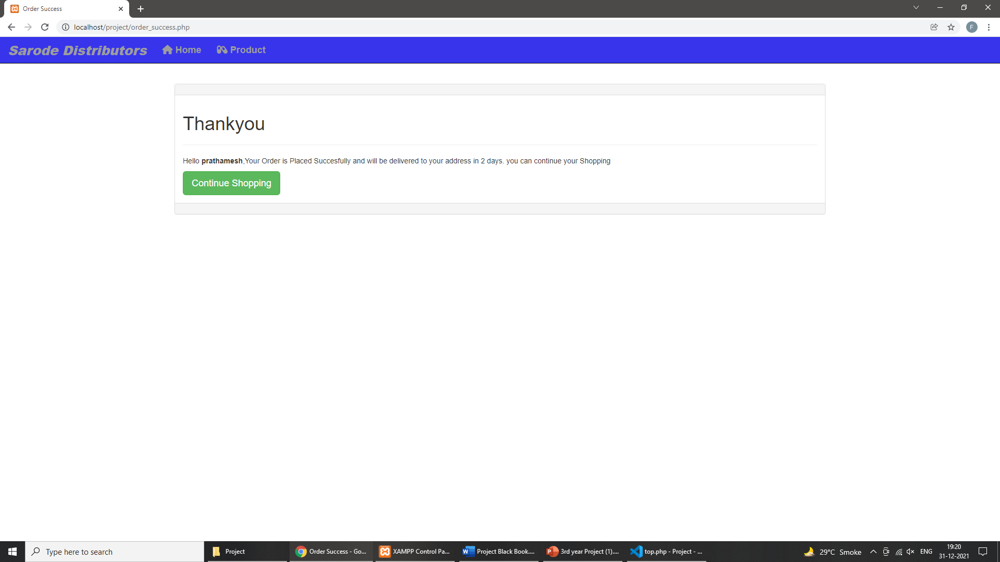 Order Success
localhost/project/order_success.php
F
Sarode Distributors Home Product
Thankyou
Hello prathamesh,Your Order is Placed Succesfully and will be delivered to your address in 2 days. you can continue your Shopping
Continue Shopping
Type here to search
Project
Order Success - Go...
XAMPP Control Pa...
Project Black Book....
3rd year Project (1)....
top.php - Project - ...
29°C Smoke
ENG
19:20
31-12-2021